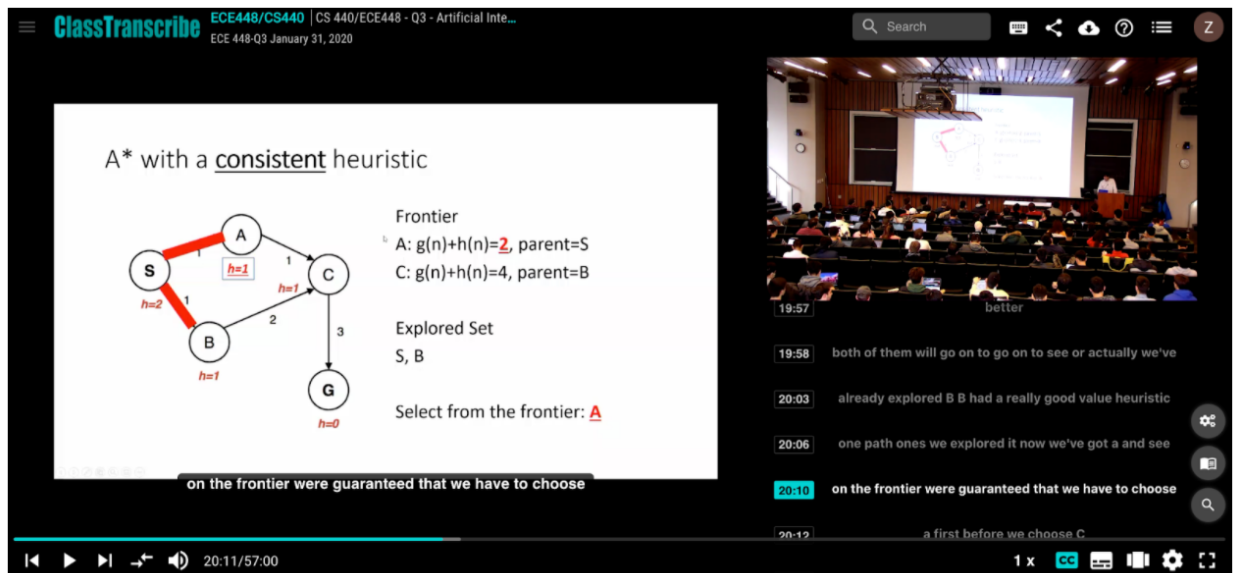 ClassTranscribe
ECE448/CS440
CS 440/ECE448 - Q3 - Artificial Inte...
ECE 448-Q3 January 31, 2020
Search
Z
A* with a consistent heuristic
S
h=2
A
h=1
1
1
B
h=1
1
2
C
h=1
3
G
h=0
Frontier
A: g(n)+h(n)=2, parent=S
C: g(n)+h(n)=4, parent=B
Explored Set
S, B
Select from the frontier: A
on the frontier were guaranteed that we have to choose
19:57 better
19:58 both of them will go on to go on to see or actually we've
20:03 already explored B B had a really good value heuristic
20:06 one path ones we explored it now we've got a and see
20:10 on the frontier were guaranteed that we have to choose
20:12 a first before we choose C
20:11/57:00
1 x
CC